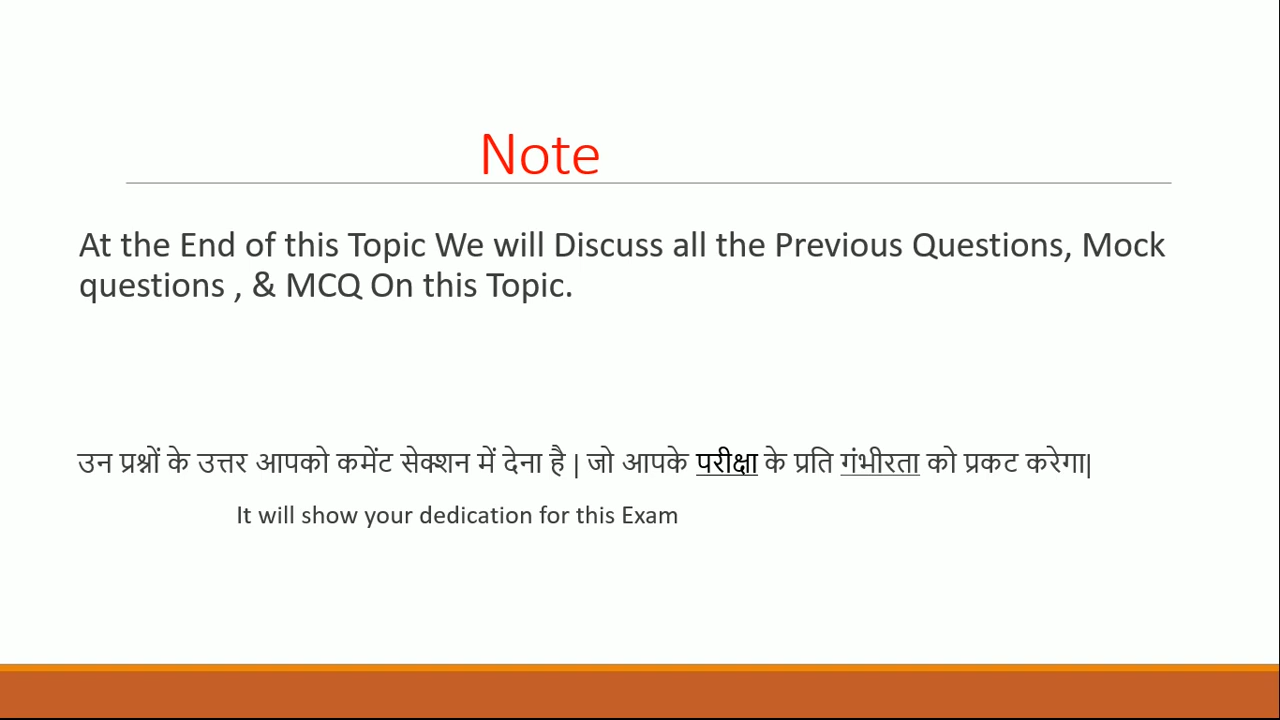 Note
At the End of this Topic We will Discuss all the Previous Questions, Mock
questions , & MCQ On this Topic.
उन प्रश्नों के उत्तर आपको कमेंट सेक्शन में देना है | जो आपके परीक्षा के प्रति गंभीरता को प्रकट करेगा|
It will show your dedication for this Exam